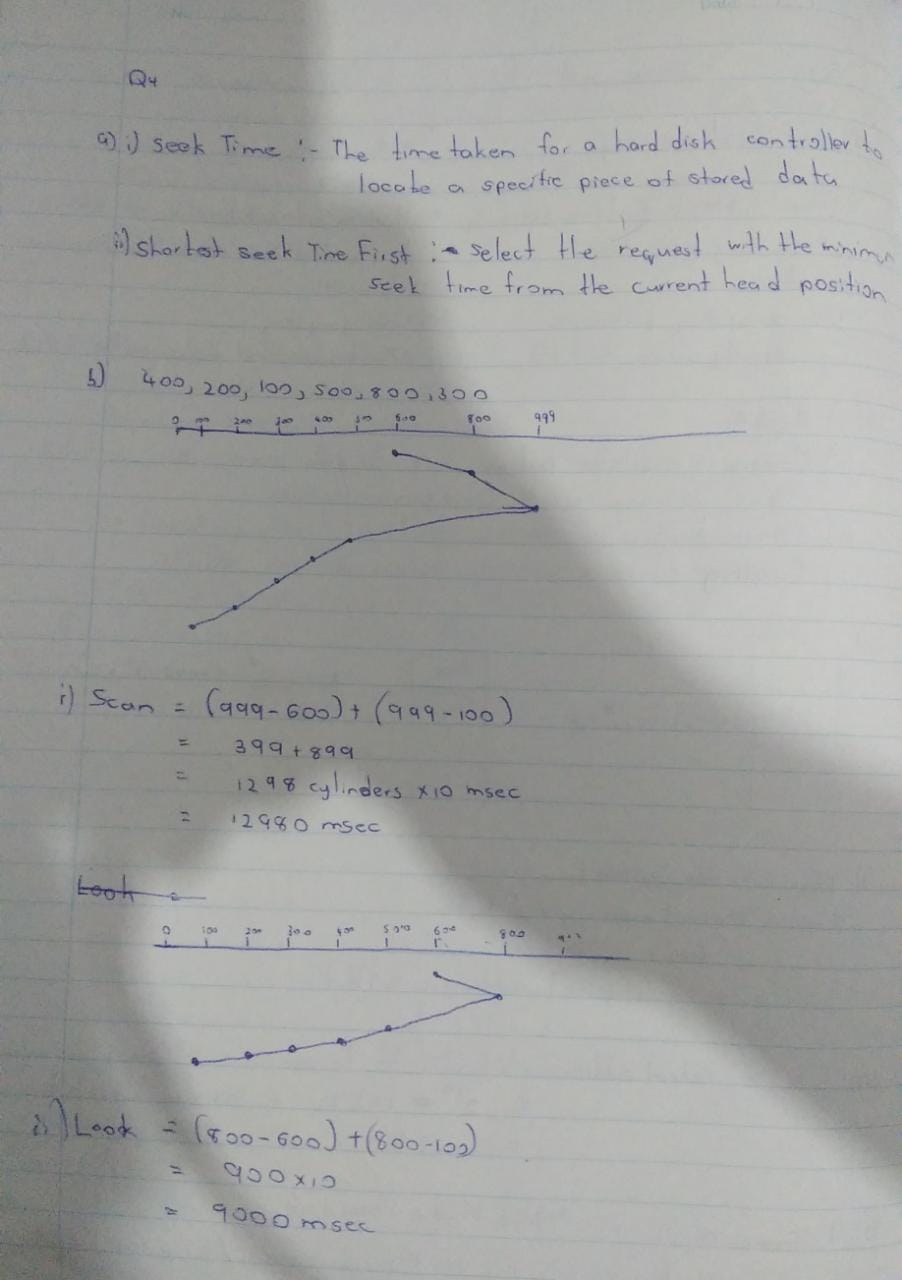 Q4
a) i) Seek Time :- The time taken for a hard disk controller to
locate a specific piece of stored data
ii) Shortest seek Time First :- select the request with the minimum
seek time from the current head position
b) 400, 200, 100, 500, 800, 300
0 100 200 300 400 500 600 800 999
i) Scan = (999-600) + (999-100)
= 399 + 899
= 1298 cylinders x10 msec
= 12980 msec
Look =
0 100 200 300 400 500 600 800
ii) Look = (800-600) + (800-100)
= 900 x10
= 9000 msec